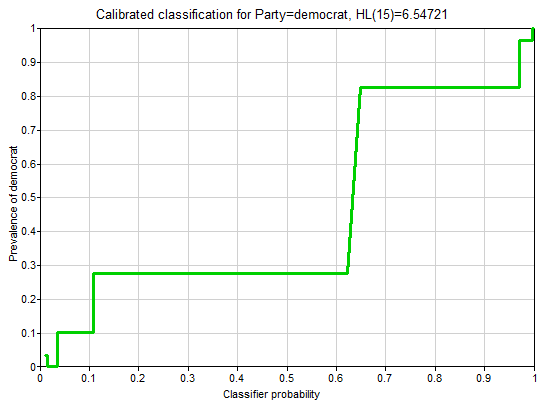 Calibrated classification for Party=democrat, HL(15)=6.54721
Prevalence of democrat
1
0.9
0.8
0.7
0.6
0.5
0.4
0.3
0.2
0.1
0
0 0.1 0.2 0.3 0.4 0.5 0.6 0.7 0.8 0.9 1
Classifier probability